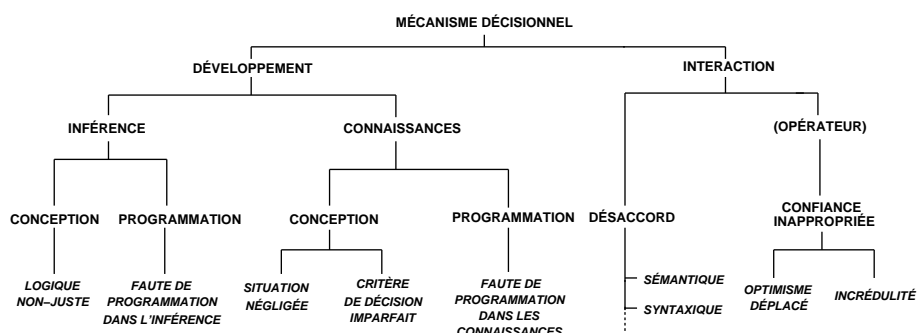 MÉCANISME DÉCISIONNEL
DÉVELOPPEMENT
INTERACTION
INFÉRENCE
CONNAISSANCES
(OPÉRATEUR)
CONCEPTION
PROGRAMMATION
CONCEPTION
PROGRAMMATION
DÉSACCORD
CONFIANCE
INAPPROPRIÉE
LOGIQUE
NON–JUSTE
FAUTE DE
PROGRAMMATION
DANS L'INFÉRENCE
SITUATION
NÉGLIGÉE
CRITÈRE
DE DÉCISION
IMPARFAIT
FAUTE DE
PROGRAMMATION
DANS LES
CONNAISSANCES
SÉMANTIQUE
SYNTAXIQUE
OPTIMISME
DÉPLACÉ
INCRÉDULITÉ